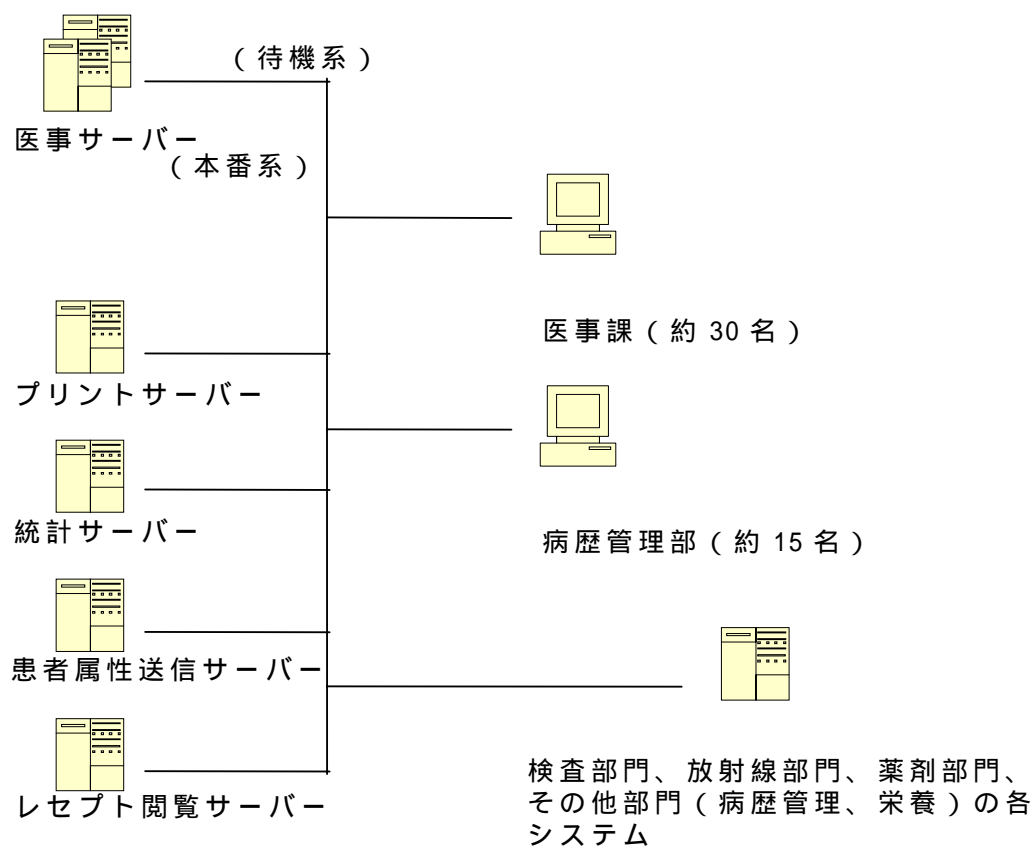 (待機系)
医事サーバー
(本番系)
医事課(約 30 名)
プリントサーバー
統計サーバー
病歴管理部(約 15 名)
患者属性送信サーバー
検査部門、放射線部門、薬剤部門、
その他部門(病歴管理、栄養)の各
システム
レセプト閲覧サーバー